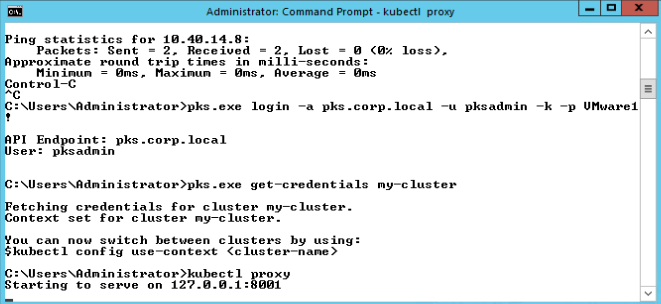 Administrator: Command Prompt - kubectl proxy
Ping statistics for 10.40.14.8:
Packets: Sent = 2, Received = 2, Lost = 0 (0% loss),
Approximate round trip times in milli-seconds:
Minimum = 0ms, Maximum = 0ms, Average = 0ms
Control-C
^C
C:\Users\Administrator>pks.exe login -a pks.corp.local -u pksadmin -k -p VMware1
!
API Endpoint: pks.corp.local
User: pksadmin
C:\Users\Administrator>pks.exe get-credentials my-cluster
Fetching credentials for cluster my-cluster.
Context set for cluster my-cluster.
You can now switch between clusters by using:
$kubectl config use-context <cluster-name>
C:\Users\Administrator>kubectl proxy
Starting to serve on 127.0.0.1:8001